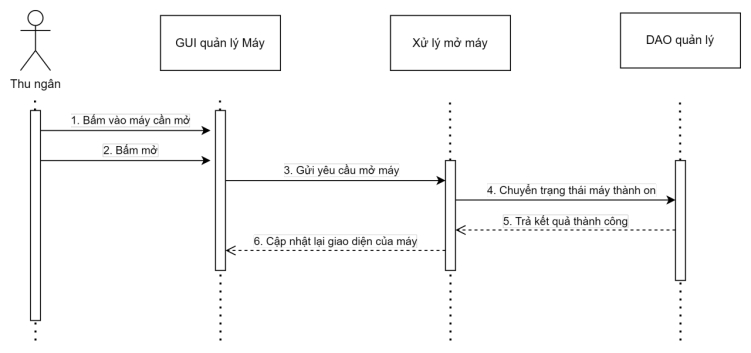 GUI quản lý Máy
Xử lý mở máy
DAO quản lý
Thu ngân
1. Bấm vào máy cần mở
2. Bấm mở
3. Gửi yêu cầu mở máy
4. Chuyển trạng thái máy thành on
5. Trả kết quả thành công
6. Cập nhật lại giao diện của máy